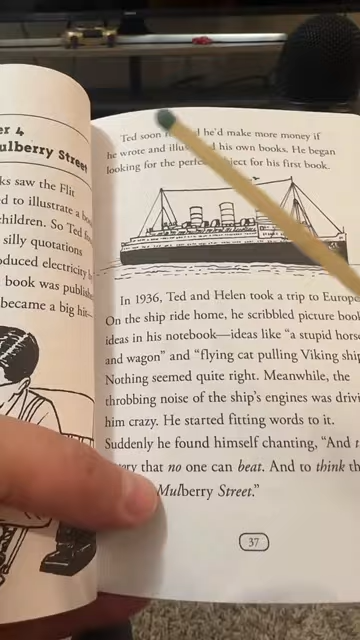 er 4
ulberry Street
ks saw the Flit
ed to illustrate a
children. So Ted
silly quotations
oduced electricity
book was publis
became a big hit—
Ted soon he'd make more money if
he wrote and illus his own books. He began
looking for the perfe bject for his first book.
In 1936, Ted and Helen took a trip to Europe
On the ship ride home, he scribbled picture book
ideas in his notebook—ideas like "a stupid horse
and wagon" and "flying cat pulling Viking ship
Nothing seemed quite right. Meanwhile, the
throbbing noise of the ship's engines was drivi
him crazy. He started fitting words to it.
Suddenly he found himself chanting, "And t
ory that no one can beat. And to think th
Mulberry Street."
37